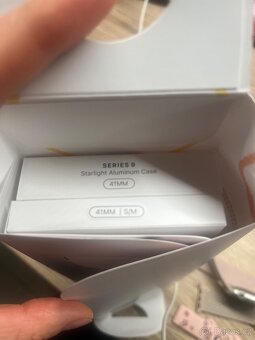 SERIES 9
Starlight Aluminum Case
41MM
41MM | S/M